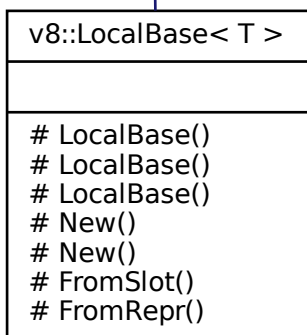 v8::LocalBase< T >
# LocalBase()
# LocalBase()
# LocalBase()
# New()
# New()
# FromSlot()
# FromRepr()